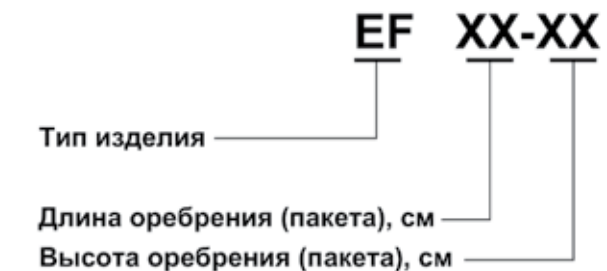 EF XX-XX
Тип изделия
Длина оребрения (пакета), см
Высота оребрения (пакета), см